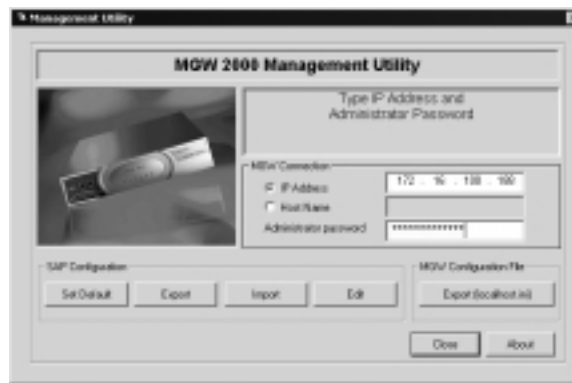 Management Utility
MGW 2000 Management Utility
Type IP Address and
Administrator Password
MGW Connection
IP Address
172 . 16 . 100 .
Host Name
Administrator password
*************
SAP Configuration
Set Default
Export
Import
Edit
MGW Configuration File
Export (localhost.ini)
Close
About